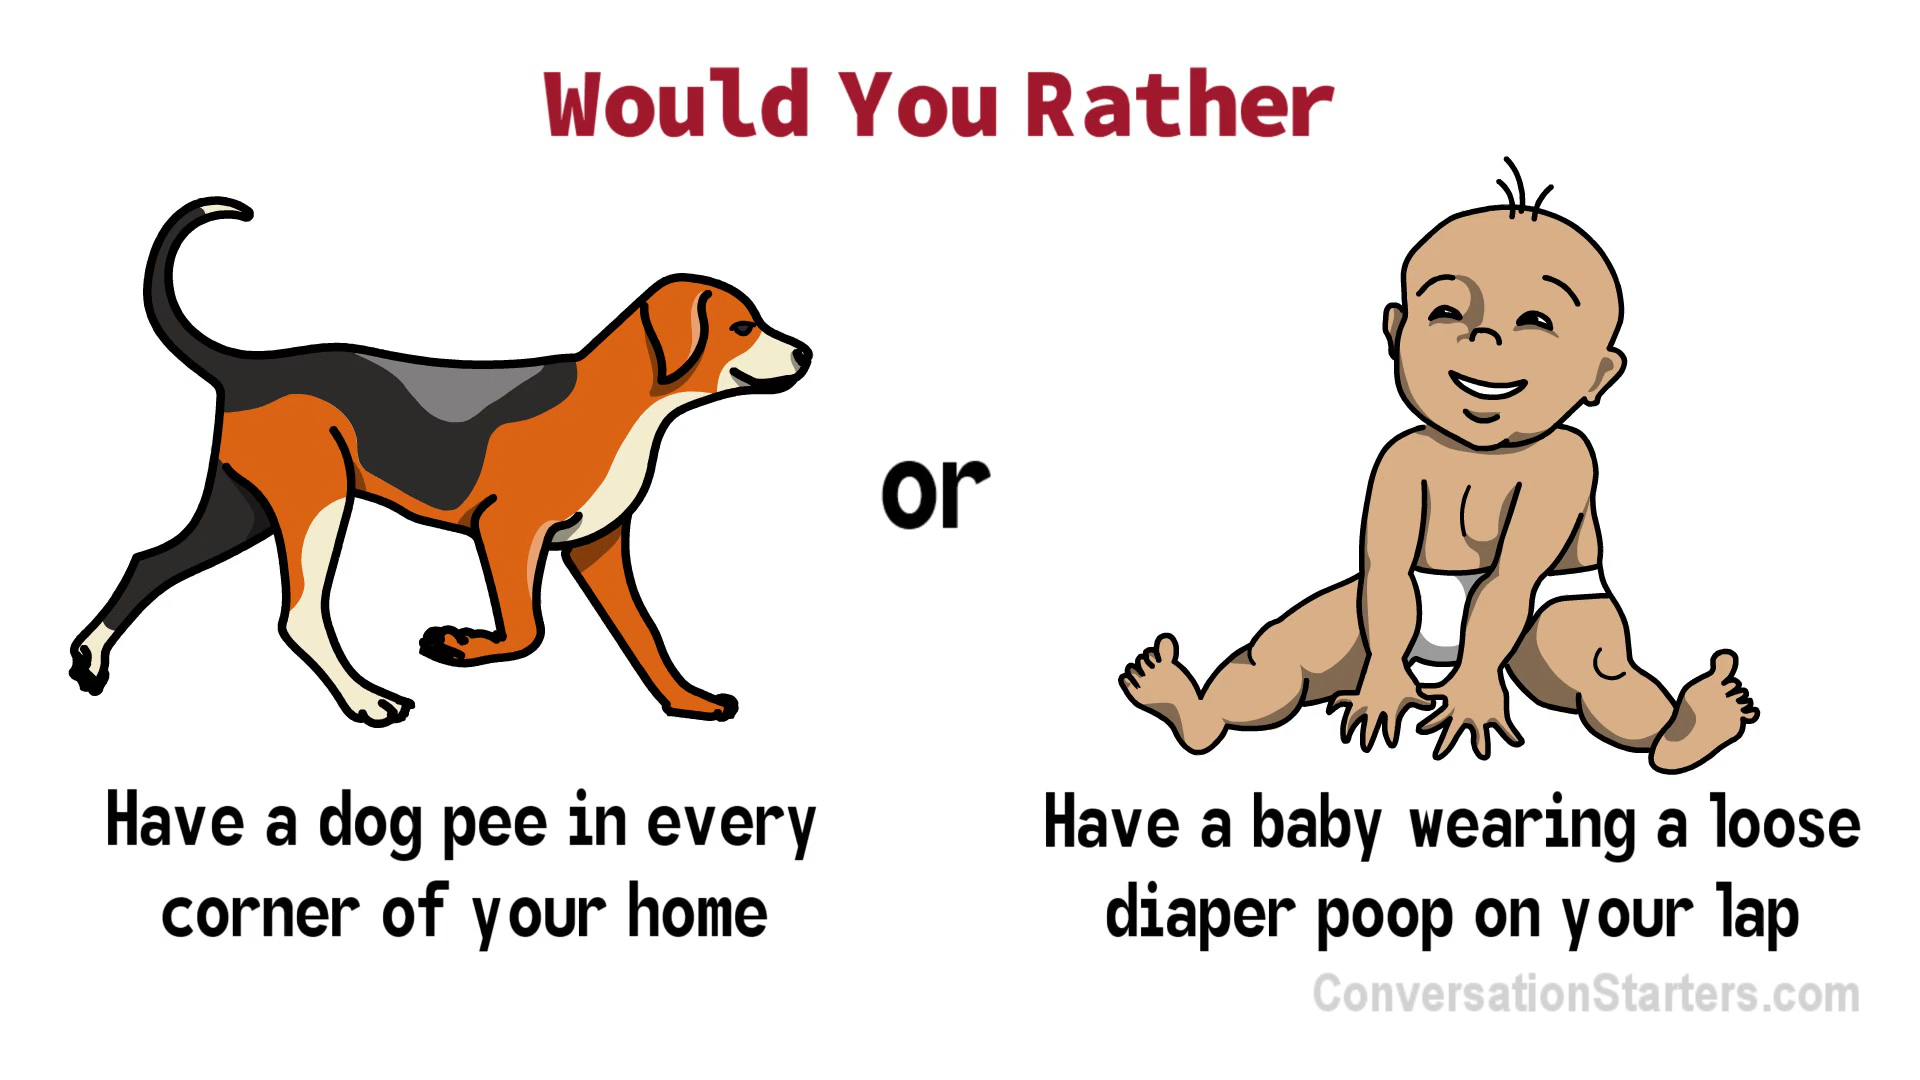 Would You Rather
or
Have a dog pee in every
corner of your home
Have a baby wearing a loose
diaper poop on your lap
ConversationStarters.com